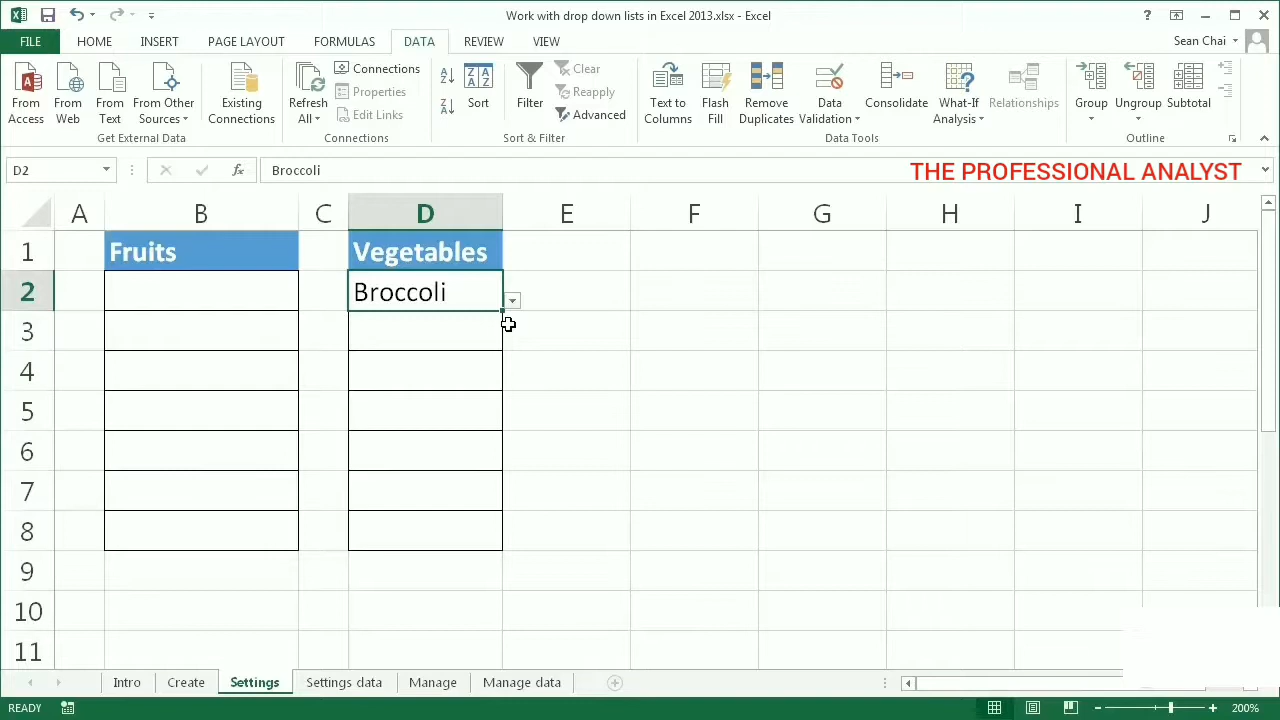 Work with drop down lists in Excel 2013.xlsx - Excel
?
FILE HOME INSERT PAGE LAYOUT FORMULAS DATA REVIEW VIEW Sean Chai
From Access
From Web
From Text
From Other Sources
Existing Connections
Get External Data
Refresh All
Connections
Properties
Edit Links
Connections
Sort
Filter
Clear
Reapply
Advanced
Sort & Filter
Text to Columns
Flash Fill
Remove Duplicates
Data Validation
Consolidate
What-If Analysis
Relationships
Data Tools
Group
Ungroup
Subtotal
Outline
D2 fx Broccoli THE PROFESSIONAL ANALYST
A B C D E F G H I J
1 Fruits Vegetables
2 Broccoli
3
4
5
6
7
8
9
10
11
Intro Create Settings Settings data Manage Manage data
READY 200%